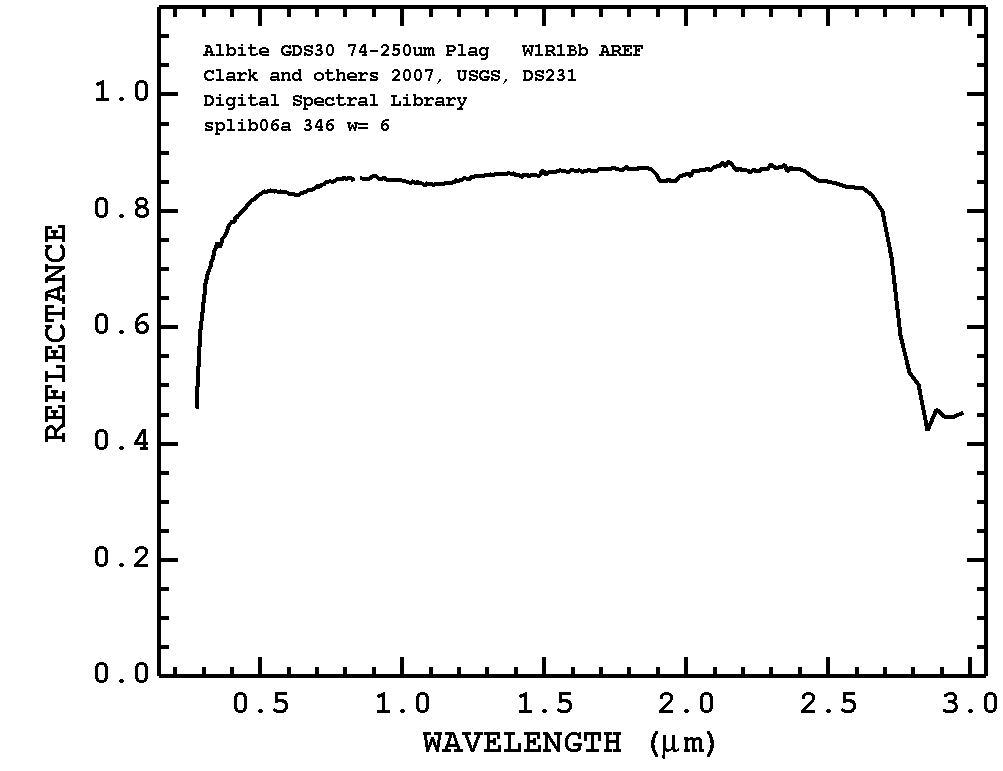 Albite GDS30 74-250um Plag   W1R1Bb AREF
Clark and others 2007, USGS, DS231
Digital Spectral Library
splib06a 346 w= 6
1.0
0.8
0.6
0.4
0.2
0.0
REFLECTANCE
0.5 1.0 1.5 2.0 2.5 3.0
WAVELENGTH (μm)